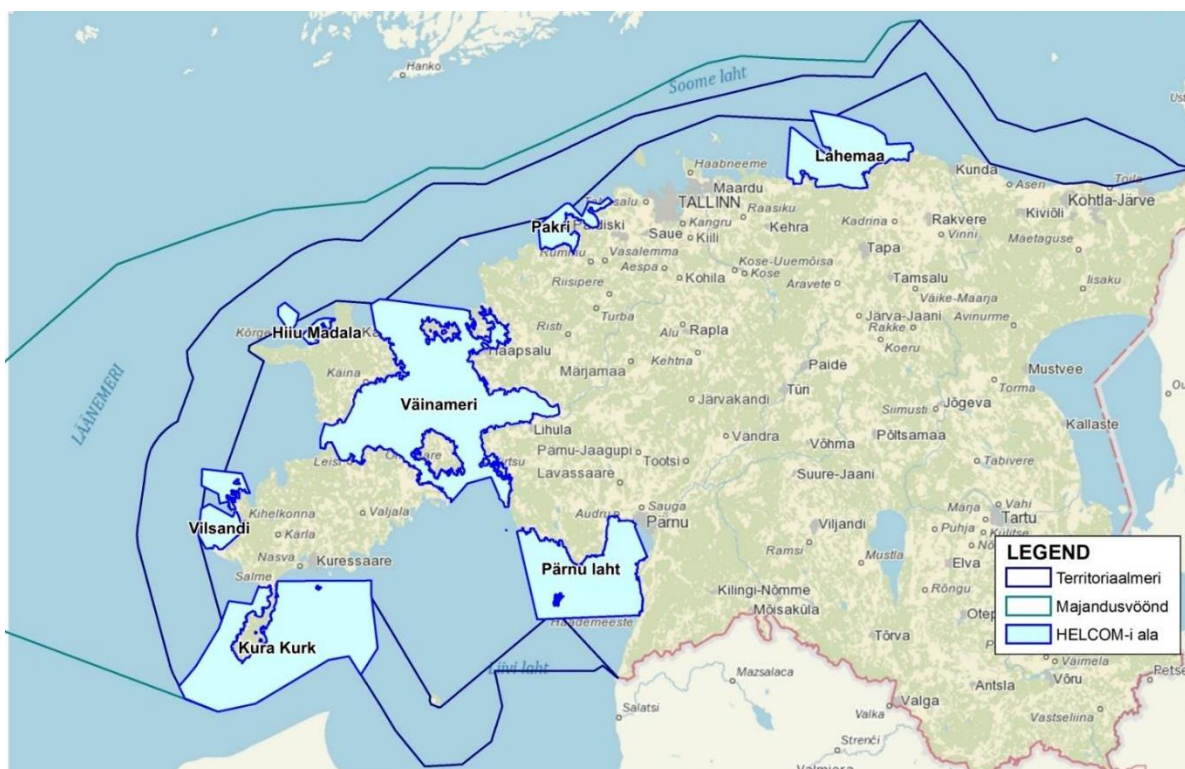 Hanko
Soome laht
Lahemaa
Haabneeme
Maardu
TALLINN
Kunda
Aseri
Toila
Kohtla-Järve
Kiviõli
Maetaguse
Iisaku
Raasiku
Kangru
Saue
Kiili
Kehra
Kadrina
Rakvere
Vinni
Pakri
Paldiski
Rummu
Vasalemma
Aespa
Kohila
Kose-Uuemõisa
Kose
Aravete
Tapa
Tamsalu
Väike-Maarja
Riisipere
Turba
Hiiu Madala
Risti
Alu
Rapla
Järva-Jaani
Rakke
Avinurme
Koeru
Haapsalu
Kehtna
Paide
Mustvee
Märjamaa
Käina
Türi
Torma
LÄÄNEMERI
Väinameri
Järvakandi
Siimusti
Jõgeva
Kallaste
Lihula
Vändra
Võhma
Põltsamaa
Leisi
Pärnu-Jaagupi
Tootsi
Tabivere
Lavassaare
Suure-Jaani
Vilsandi
Kihelkonna
Valjala
Kärla
Audru
Sauga
Pärnu
Viljandi
Märja
Vahi
Tartu
Puhja
Külitse
Nasva
Kuressaare
Ramsi
Mustla
Elva
Salme
Pärnu laht
Kilingi-Nõmme
Rõngu
Mõisaküla
Häädemeeste
Tõrva
Kura Kurk
Liivi laht
Mazsalaca
Antsla
Väimela
Võru
Salatsi
Valka
Valga
Vastseliina
Strenči
Valmiera
LEGEND
Territoriaalmeri
Majandusvöönd
HELCOM-i ala